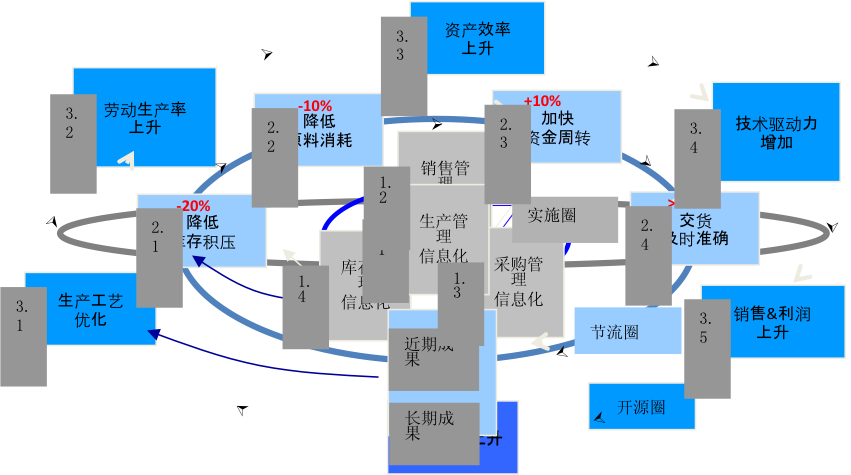 资产效率
上升
3.
3
劳动生产率
上升
3.
2
-10%
降低
原料消耗
2.
2
+10%
加快
资金周转
2.
3
技术驱动力
增加
3.
4
销售管
理
1.
2
-20%
降低
库存积压
2.
1
生产管
理
信息化
1
实施圈
交货
及时准确
2.
4
库存
理
信息化
1.
4
采购管
理
信息化
1.
3
生产工艺
优化
3.
1
销售&利润
上升
3.
5
节流圈
近期成
果
开源圈
长期成
果
上升